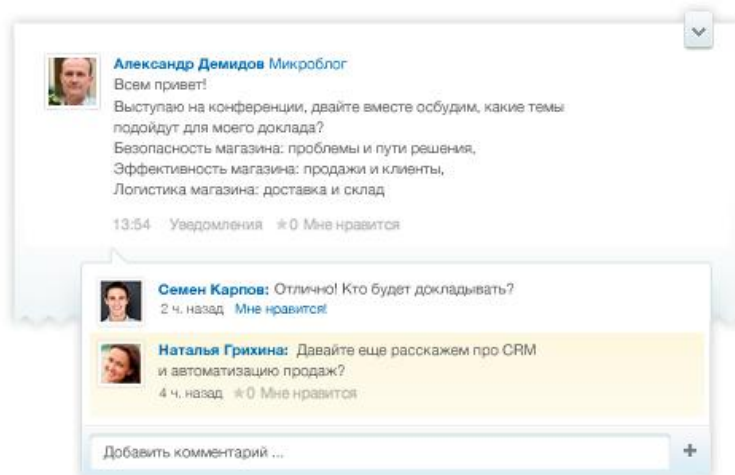 Александр Демидов Микроблог
Всем привет!
Выступаю на конференции, двайте вместе осбудим, какие темы
подойдут для моего доклада?
Безопасность магазина: проблемы и пути решения,
Эффективность магазина: продажи и клиенты,
Логистика магазина: доставка и склад
13:54 Уведомления ★0 Мне нравится
Семен Карпов: Отлично! Кто будет докладывать?
2 ч. назад Мне нравится!
Наталья Грихина: Давайте еще расскажем про CRM
и автоматизацию продаж?
4 ч. назад ★0 Мне нравится
Добавить комментарий ...